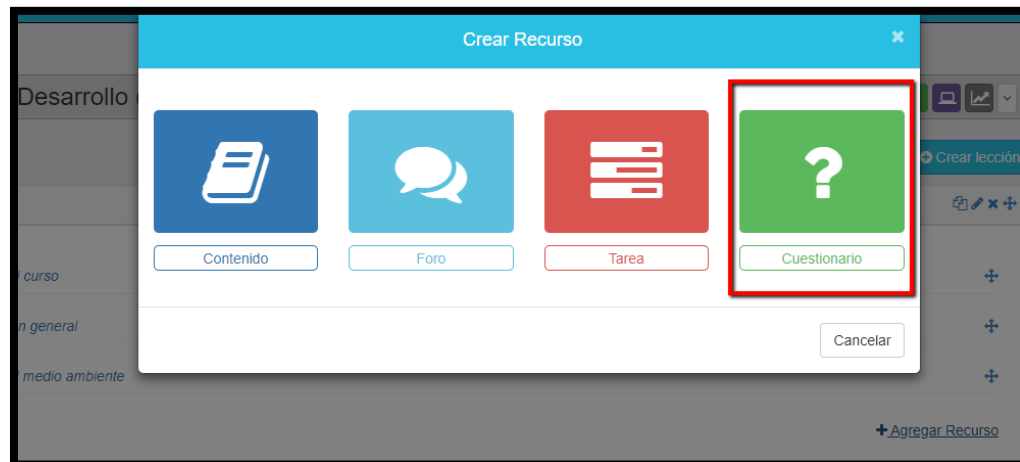 Crear Recurso
Desarrollo
Crear lección
Contenido
Foro
Tarea
Cuestionario
curso
n general
medio ambiente
Cancelar
Agregar Recurso